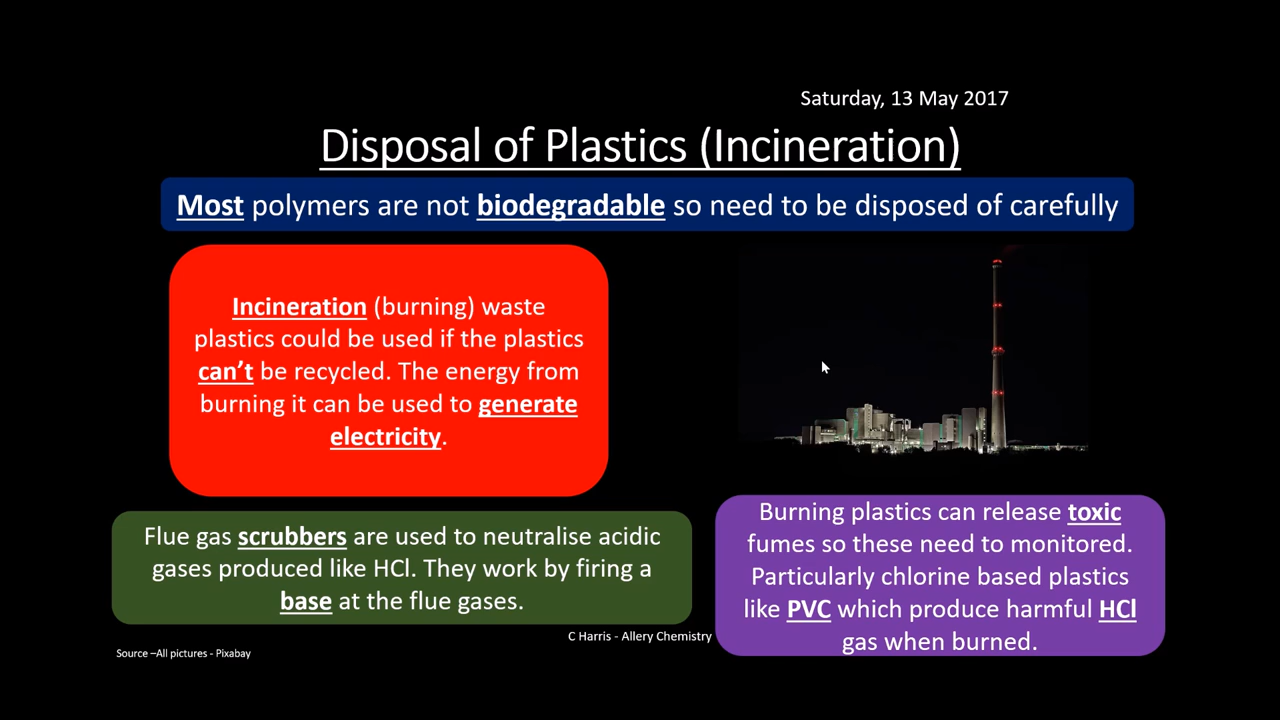 Saturday, 13 May 2017
Disposal of Plastics (Incineration)
Most polymers are not biodegradable so need to be disposed of carefully
Incineration (burning) waste
plastics could be used if the plastics
can’t be recycled. The energy from
burning it can be used to generate
electricity.
Flue gas scrubbers are used to neutralise acidic
gases produced like HCl. They work by firing a
base at the flue gases.
Burning plastics can release toxic
fumes so these need to monitored.
Particularly chlorine based plastics
like PVC which produce harmful HCl
gas when burned.
C Harris - Allery Chemistry
Source –All pictures - Pixabay